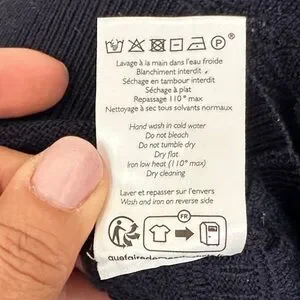 P
Lavage à la main dans l'eau froide
Blanchiment interdit
Séchage en tambour interdit
Séchage à plat
Repassage 110° max
Nettoyage à sec tous solvants normaux
Hand wash in cold water
Do not bleach
Do not tumble dry
Dry flat
Iron low heat (110° max)
Dry cleaning
Laver et repasser sur l'envers
Wash and iron on reverse side
FR